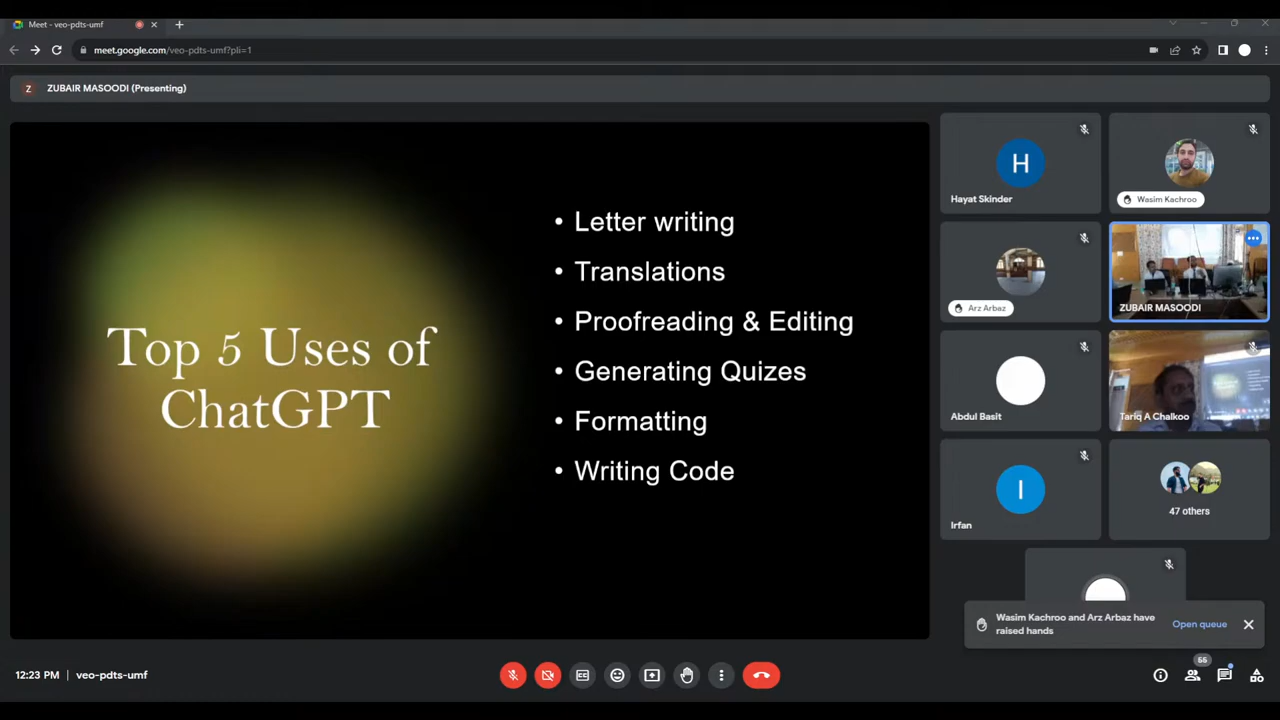 Meet - veo-pdts-umf
meet.google.com/veo-pdts-umf?pli=1
Z
ZUBAIR MASOODI (Presenting)
Top 5 Uses of
ChatGPT
• Letter writing
• Translations
• Proofreading & Editing
• Generating Quizes
• Formatting
• Writing Code
H
Hayat Skinder
Wasim Kachroo
Arz Arbaz
ZUBAIR MASOODI
Abdul Basit
Tariq A Chalkoo
I
Irfan
47 others
Wasim Kachroo and Arz Arbaz have
raised hands
Open queue
12:23 PM | veo-pdts-umf
CC